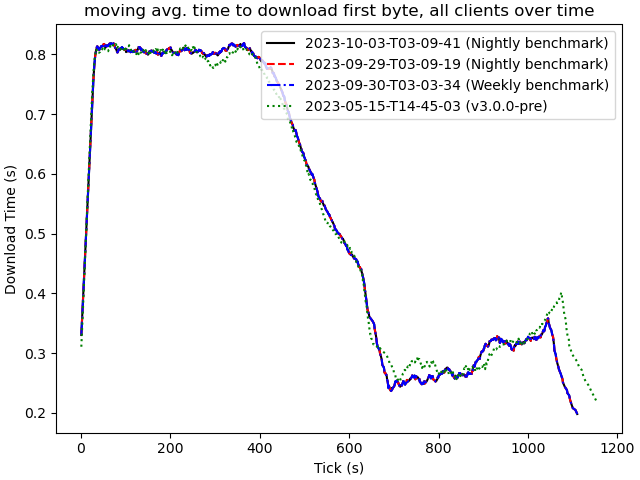 moving avg. time to download first byte, all clients over time
2023-10-03-T03-09-41 (Nightly benchmark)
2023-09-29-T03-09-19 (Nightly benchmark)
2023-09-30-T03-03-34 (Weekly benchmark)
2023-05-15-T14-45-03 (v3.0.0-pre)
Download Time (s)
0.8
0.7
0.6
0.5
0.4
0.3
0.2
0
200
400
600
800
1000
1200
Tick (s)